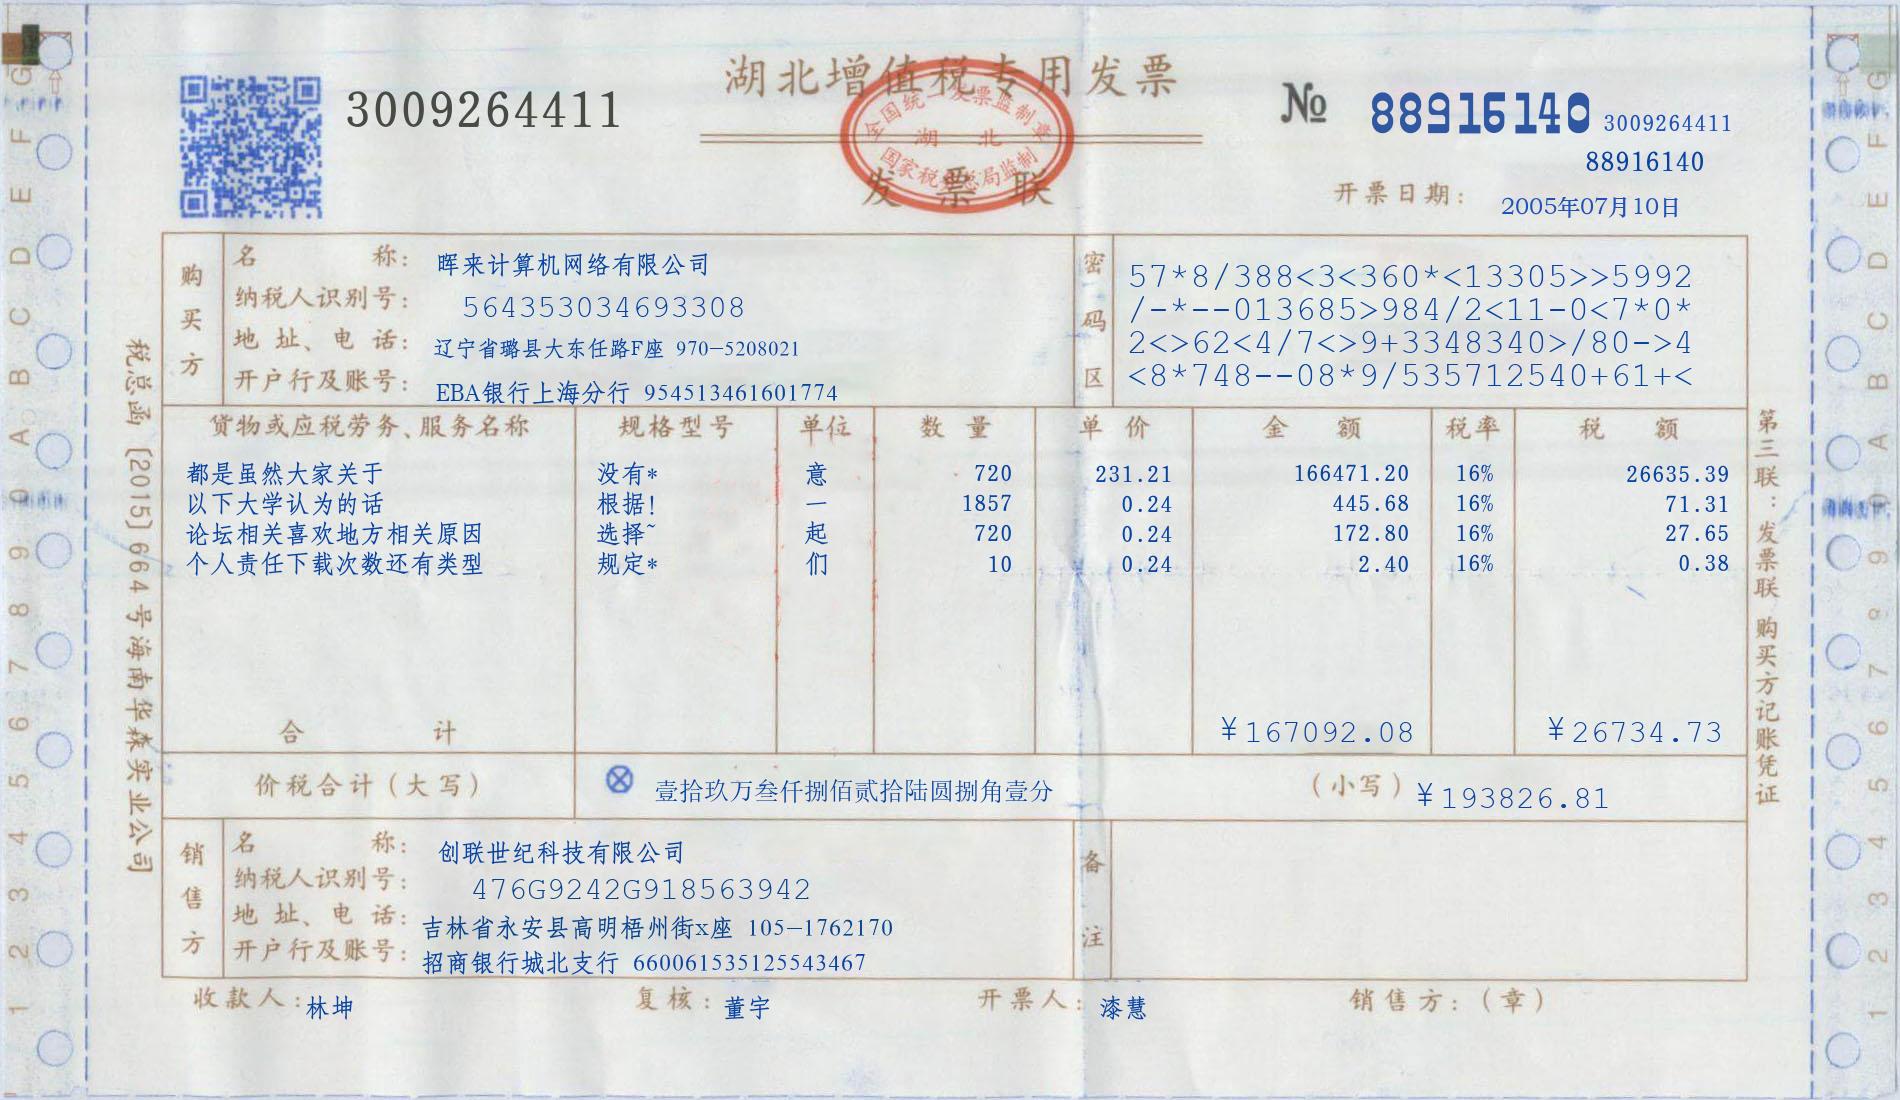 湖北增值税专用发票
3009264411
№ 88916140 3009264411
88916140
全国统一发票监制章
湖 北
国家税务总局监制
发票联
开票日期: 2005年07月10日
购买方
名 称: 晖来计算机网络有限公司
纳税人识别号: 564353034693308
地 址、电 话: 辽宁省璐县大东任路F座 970-5208021
开户行及账号: EBA银行上海分行 954513461601774
密码区
57*8/388<3<360*<13305>>5992
/-*--013685>984/2<11-0<7*0*
2<>62<4/7<>9+3348340>/80->4
<8*748--08*9/535712540+61+<
货物或应税劳务、服务名称 规格型号 单位 数 量 单 价 金 额 税率 税 额
都是虽然大家关于 没有* 意 720 231.21 166471.20 16% 26635.39
以下大学认为的话 根据! 一 1857 0.24 445.68 16% 71.31
论坛相关喜欢地方相关原因 选择~ 起 720 0.24 172.80 16% 27.65
个人责任下载次数还有类型 规定* 们 10 0.24 2.40 16% 0.38
合 计 ¥167092.08 ¥26734.73
价税合计(大写) ⊗ 壹拾玖万叁仟捌佰贰拾陆圆捌角壹分 (小写) ¥193826.81
销售方
名 称: 创联世纪科技有限公司
纳税人识别号: 476G9242G918563942
地 址、电 话: 吉林省永安县高明梧州街x座 105-1762170
开户行及账号: 招商银行城北支行 660061535125543467
备注
收款人: 林坤 复核: 董宇 开票人: 漆慧 销售方:(章)
税总函[2015]664号海南华森实业公司
第三联:发票联 购买方记账凭证
G F E D C B A 0 9 8 7 6 5 4 3 2 1
G F E D C B A 0 9 8 7 6 5 4 3 2 1